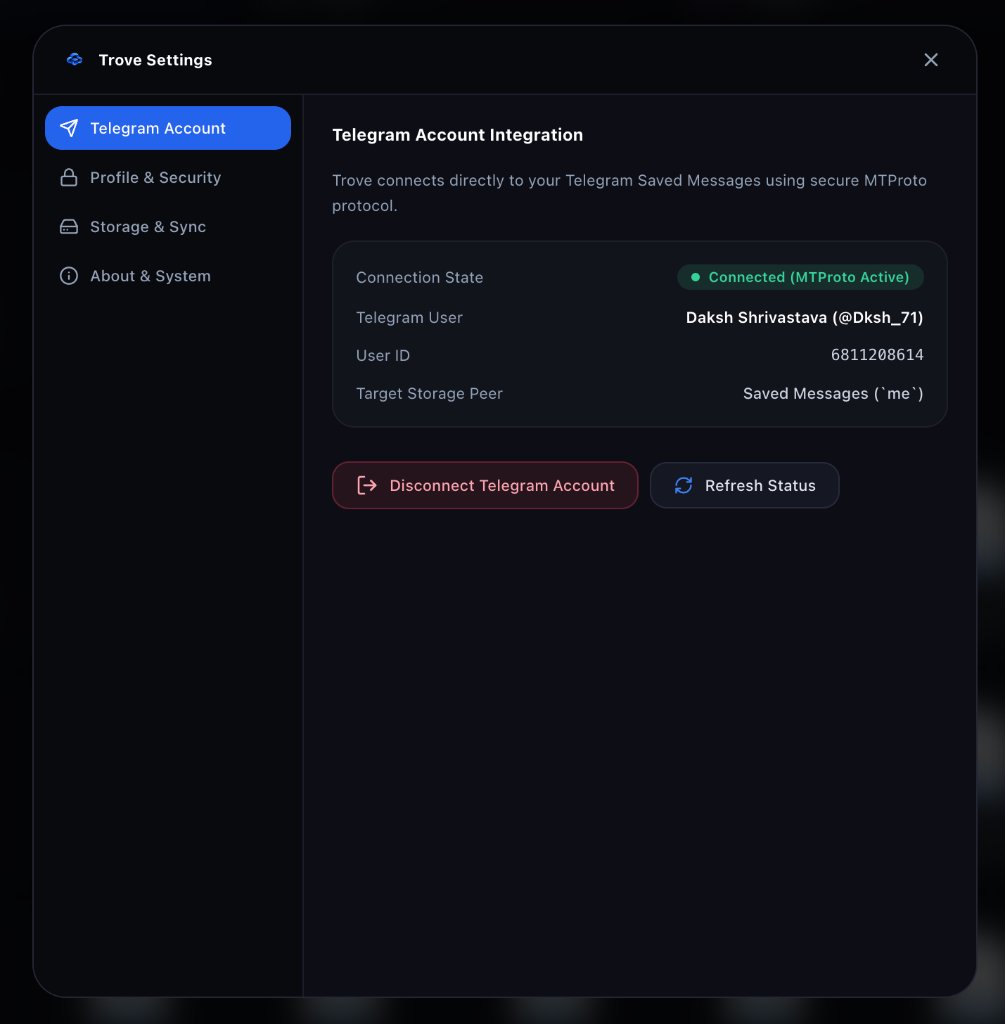 Trove Settings
Telegram Account
Profile & Security
Storage & Sync
About & System
Telegram Account Integration
Trove connects directly to your Telegram Saved Messages using secure MTProto
protocol.
Connection State
Connected (MTProto Active)
Telegram User
Daksh Shrivastava (@Dksh_71)
User ID
6811208614
Target Storage Peer
Saved Messages (`me`)
Disconnect Telegram Account
Refresh Status